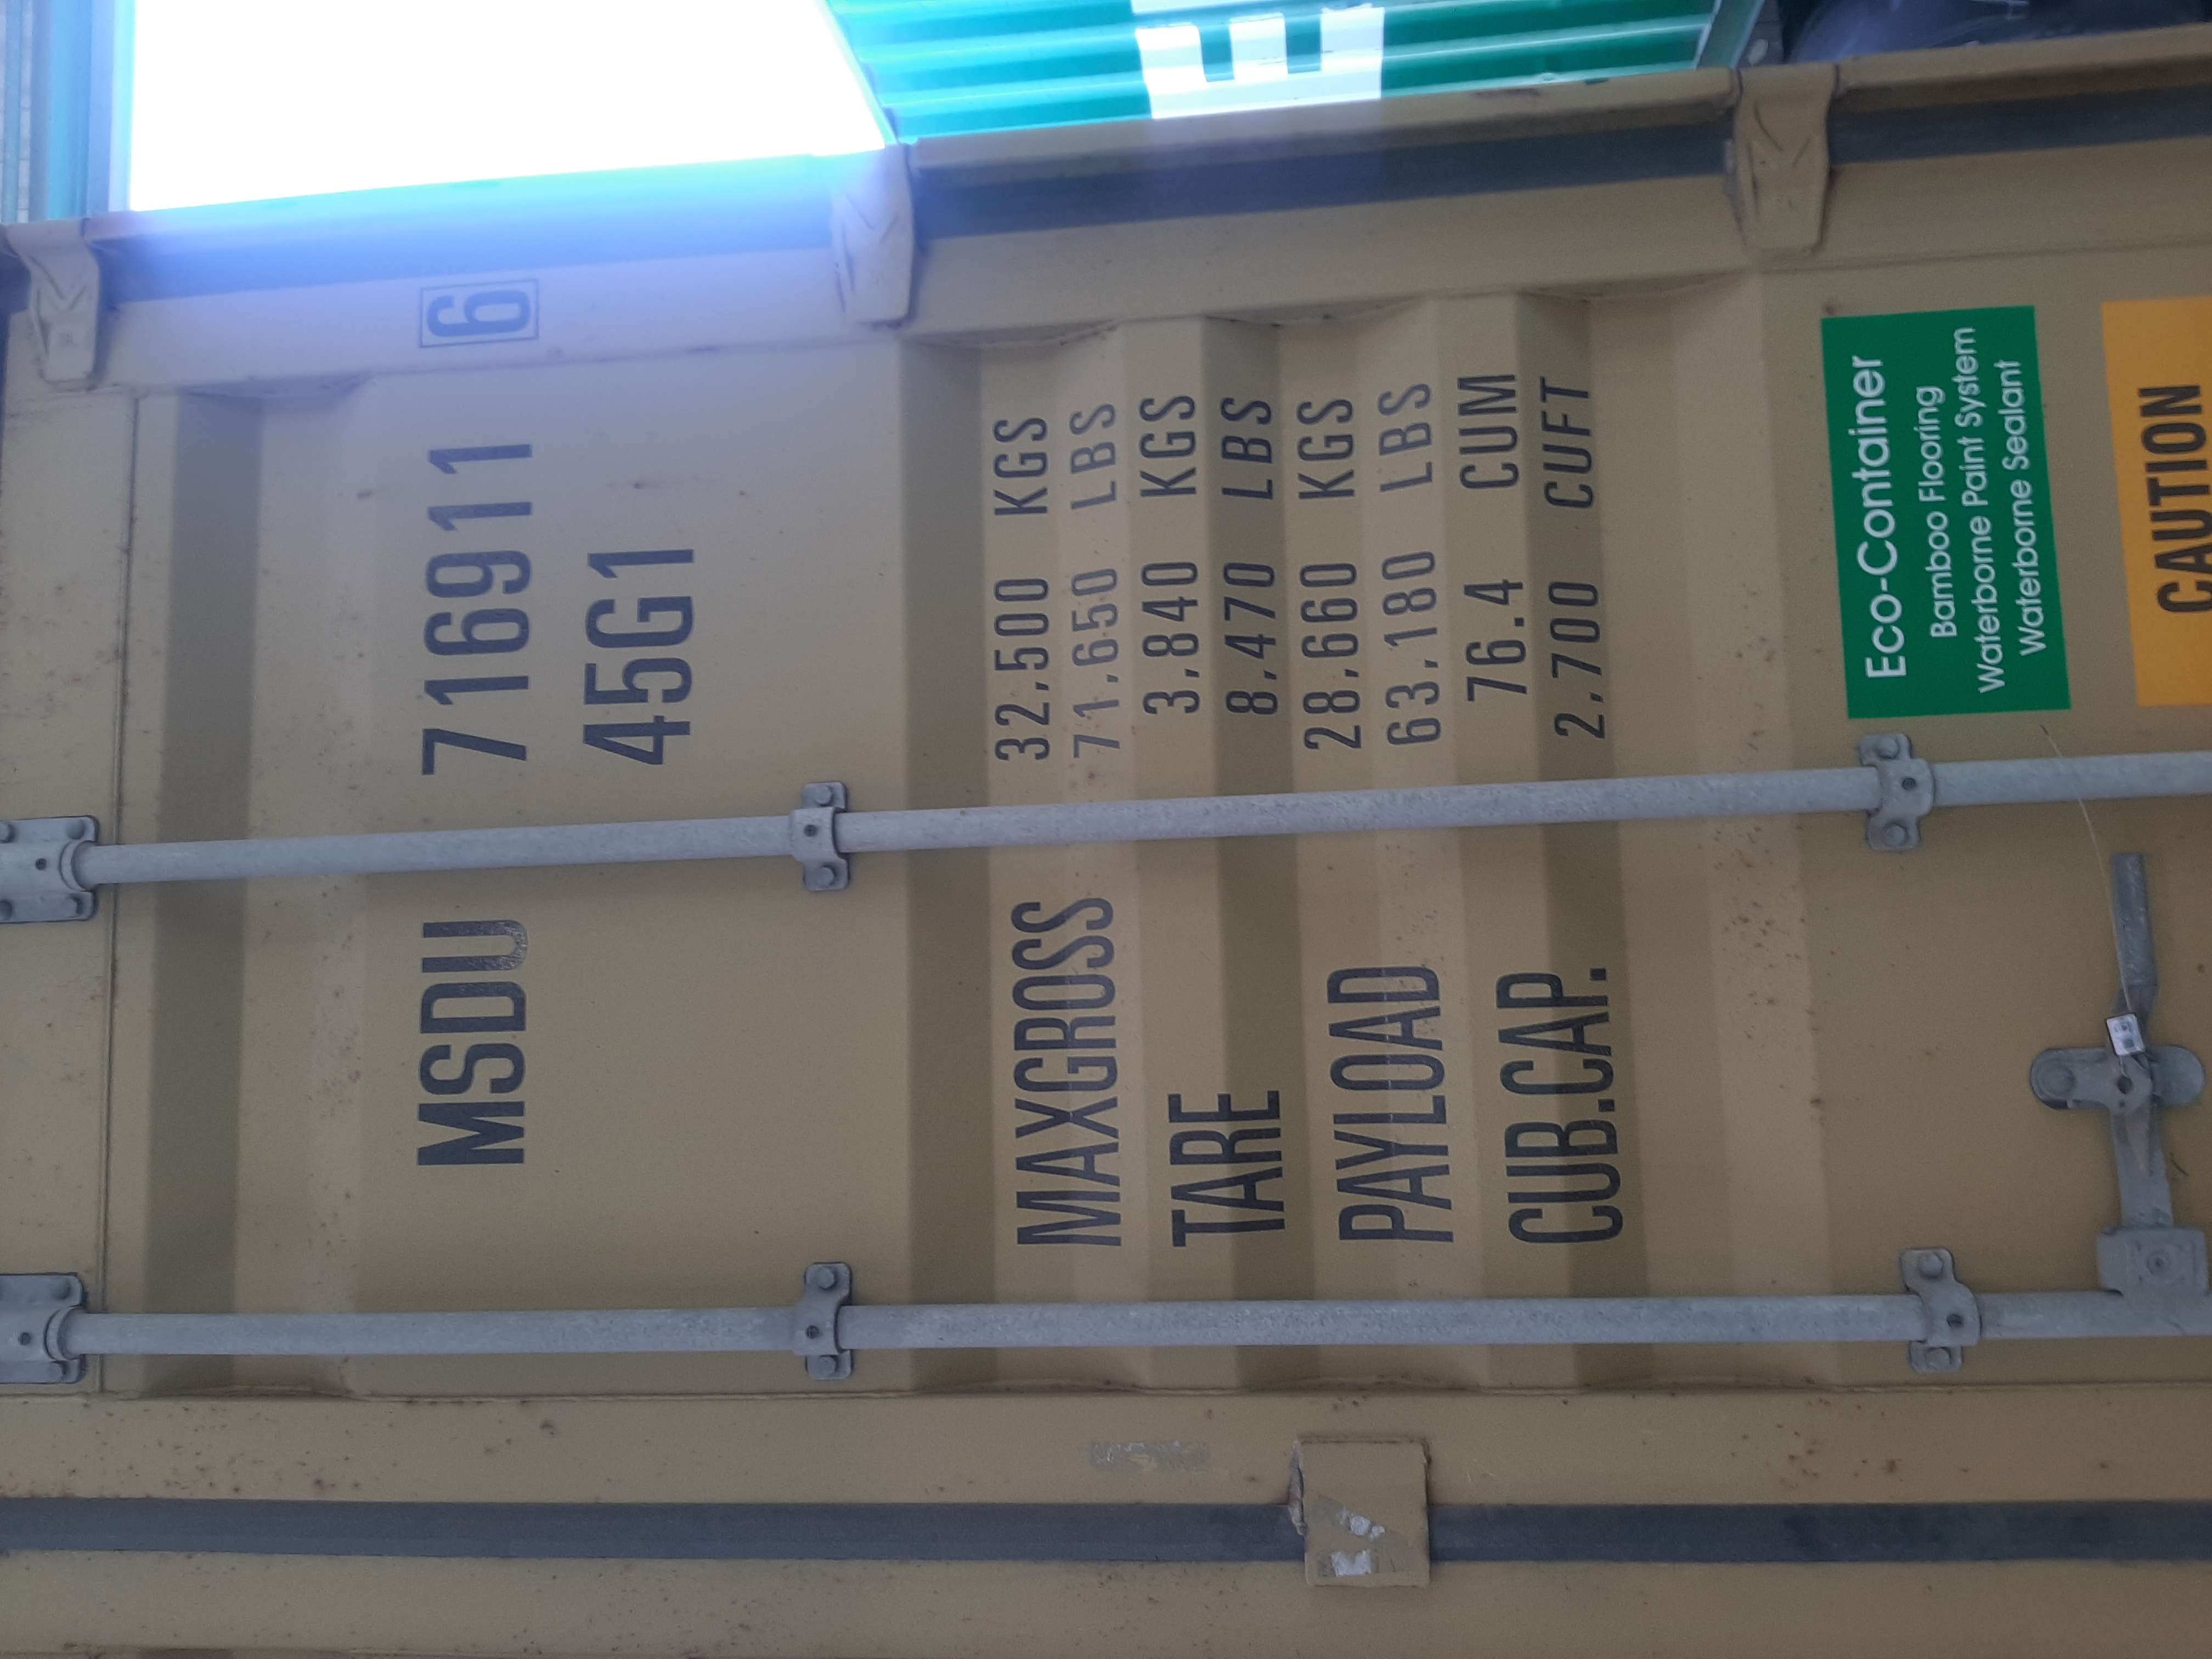 MSDU 716911 6
45G1
MAXGROSS 32,500 KGS
71,650 LBS
TARE 3,840 KGS
8,470 LBS
PAYLOAD 28,660 KGS
63,180 LBS
CUB.CAP. 76.4 CUM
2,700 CUFT
Eco-Container
Bamboo Flooring
Waterborne Paint System
Waterborne Sealant
CAUTION
E